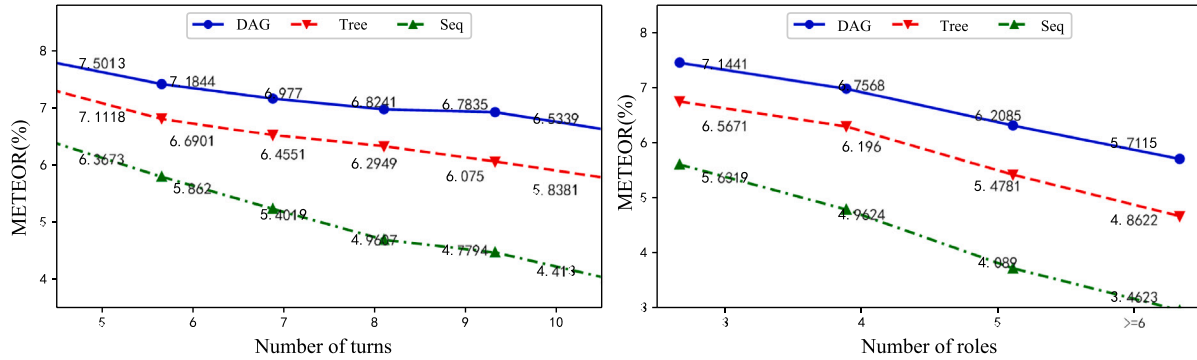 DAG Tree Seq
METEOR(%)
8
7
6
5
4
7.5013 7.1844 6.977 6.8241 6.7835 6.5339
7.1118 6.6901 6.4551 6.2949 6.075 5.8381
6.3673 5.862 5.4019 4.7794 4.413
5 6 7 8 9 10
Number of turns
DAG Tree Seq
METEOR(%)
8
7
6
5
4
3
7.1441 6.7568 6.2085 5.7115
6.5671 6.196 5.4781 4.8622
5.6319 4.9624 4.089 3.4623
3 4 5 >=6
Number of roles